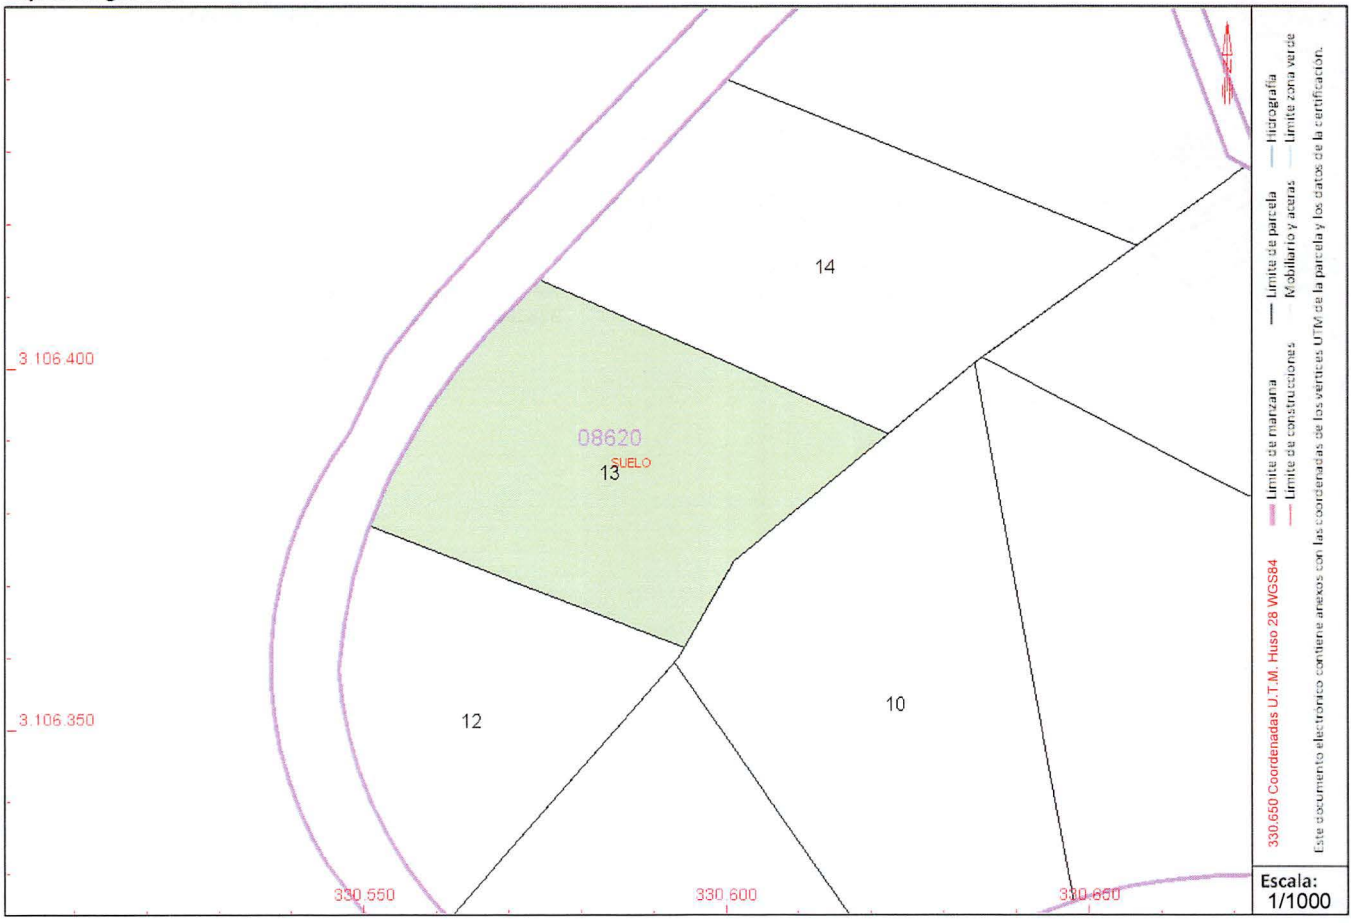 14
3.106.400
08620
SUELO
13
3.106.350
12
10
330.550
330.600
330.650
330.650 Coordenadas U.T.M. Huso 28 WGS84
Límite de manzana
Límite de parcela
Hidrografía
Límite de construcciones
Mobiliario y aceras
Límite zona verde
Este documento electrónico contiene anexos con las coordenadas de los vértices UTM de la parcela y los datos de la certificación.
Escala:
1/1000